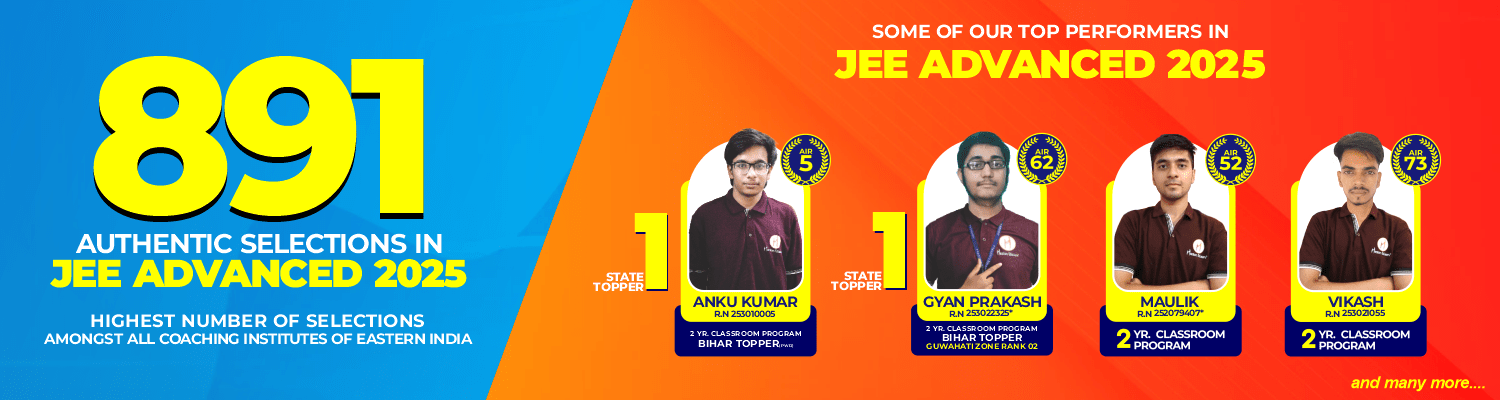 891
AUTHENTIC SELECTIONS IN
JEE ADVANCED 2025
HIGHEST NUMBER OF SELECTIONS
AMONGST ALL COACHING INSTITUTES OF EASTERN INDIA
SOME OF OUR TOP PERFORMERS IN
JEE ADVANCED 2025
1
STATE
TOPPER
AIR
5
ANKU KUMAR
R.N 253010005
2 YR. CLASSROOM PROGRAM
BIHAR TOPPER(PWD)
1
STATE
TOPPER
AIR
62
GYAN PRAKASH
R.N 253022325*
2 YR. CLASSROOM PROGRAM
BIHAR TOPPER
GUWAHATI ZONE RANK 02
AIR
52
MAULIK
R.N 252079407*
2 YR. CLASSROOM
PROGRAM
AIR
73
VIKASH
R.N 253021055
2 YR. CLASSROOM
PROGRAM
and many more....